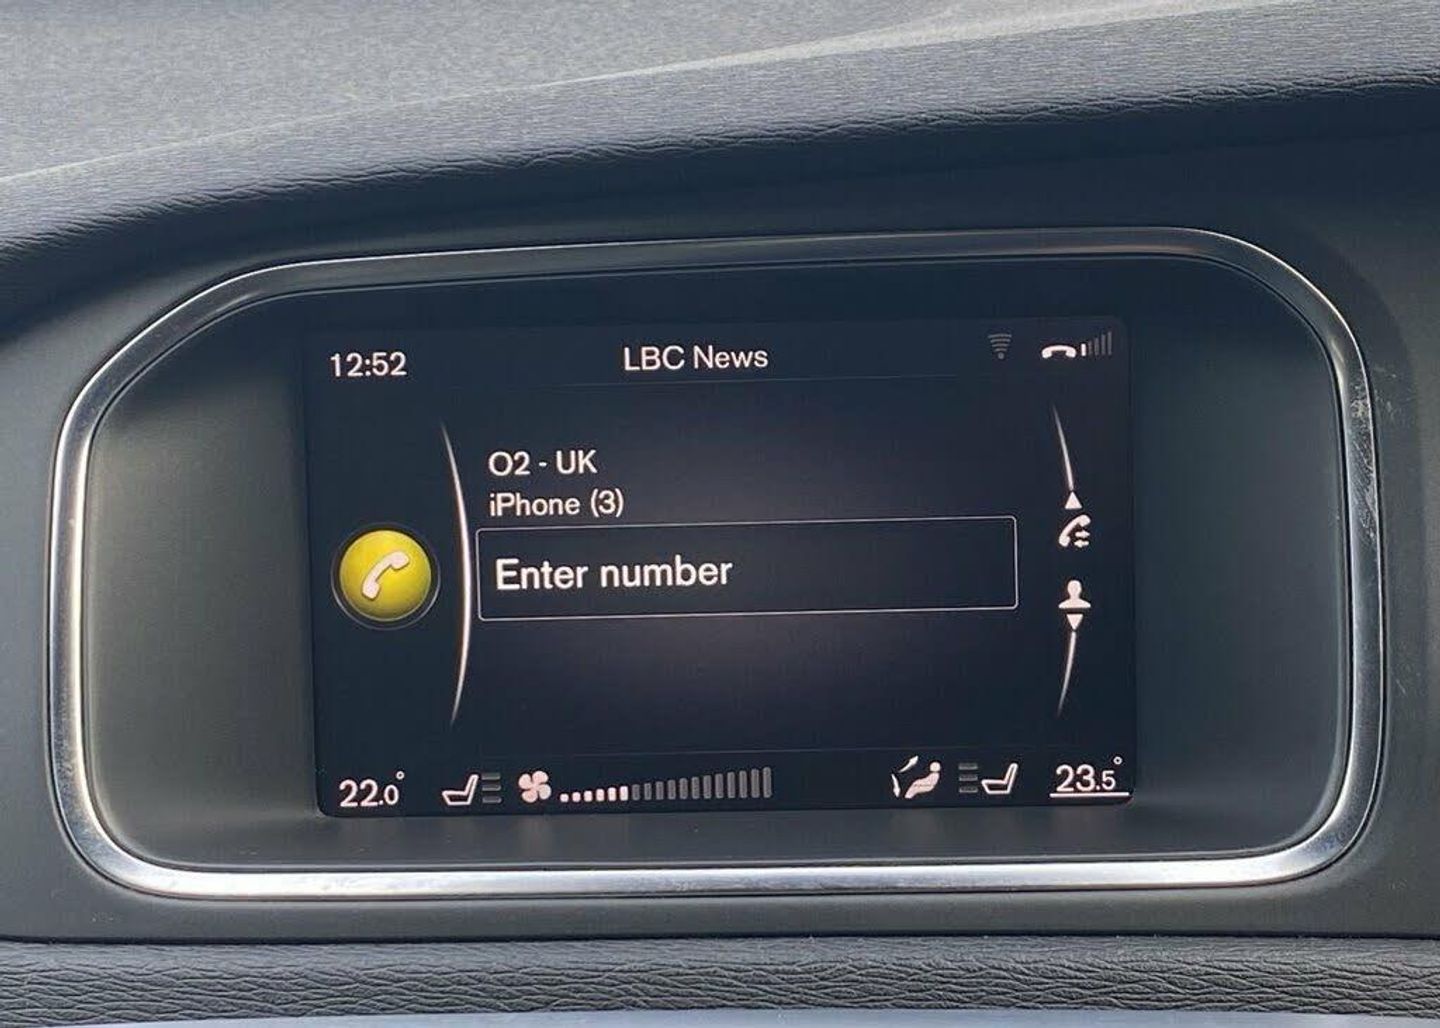 12:52
LBC News
O2 - UK
iPhone (3)
Enter number
22.0°
23.5°